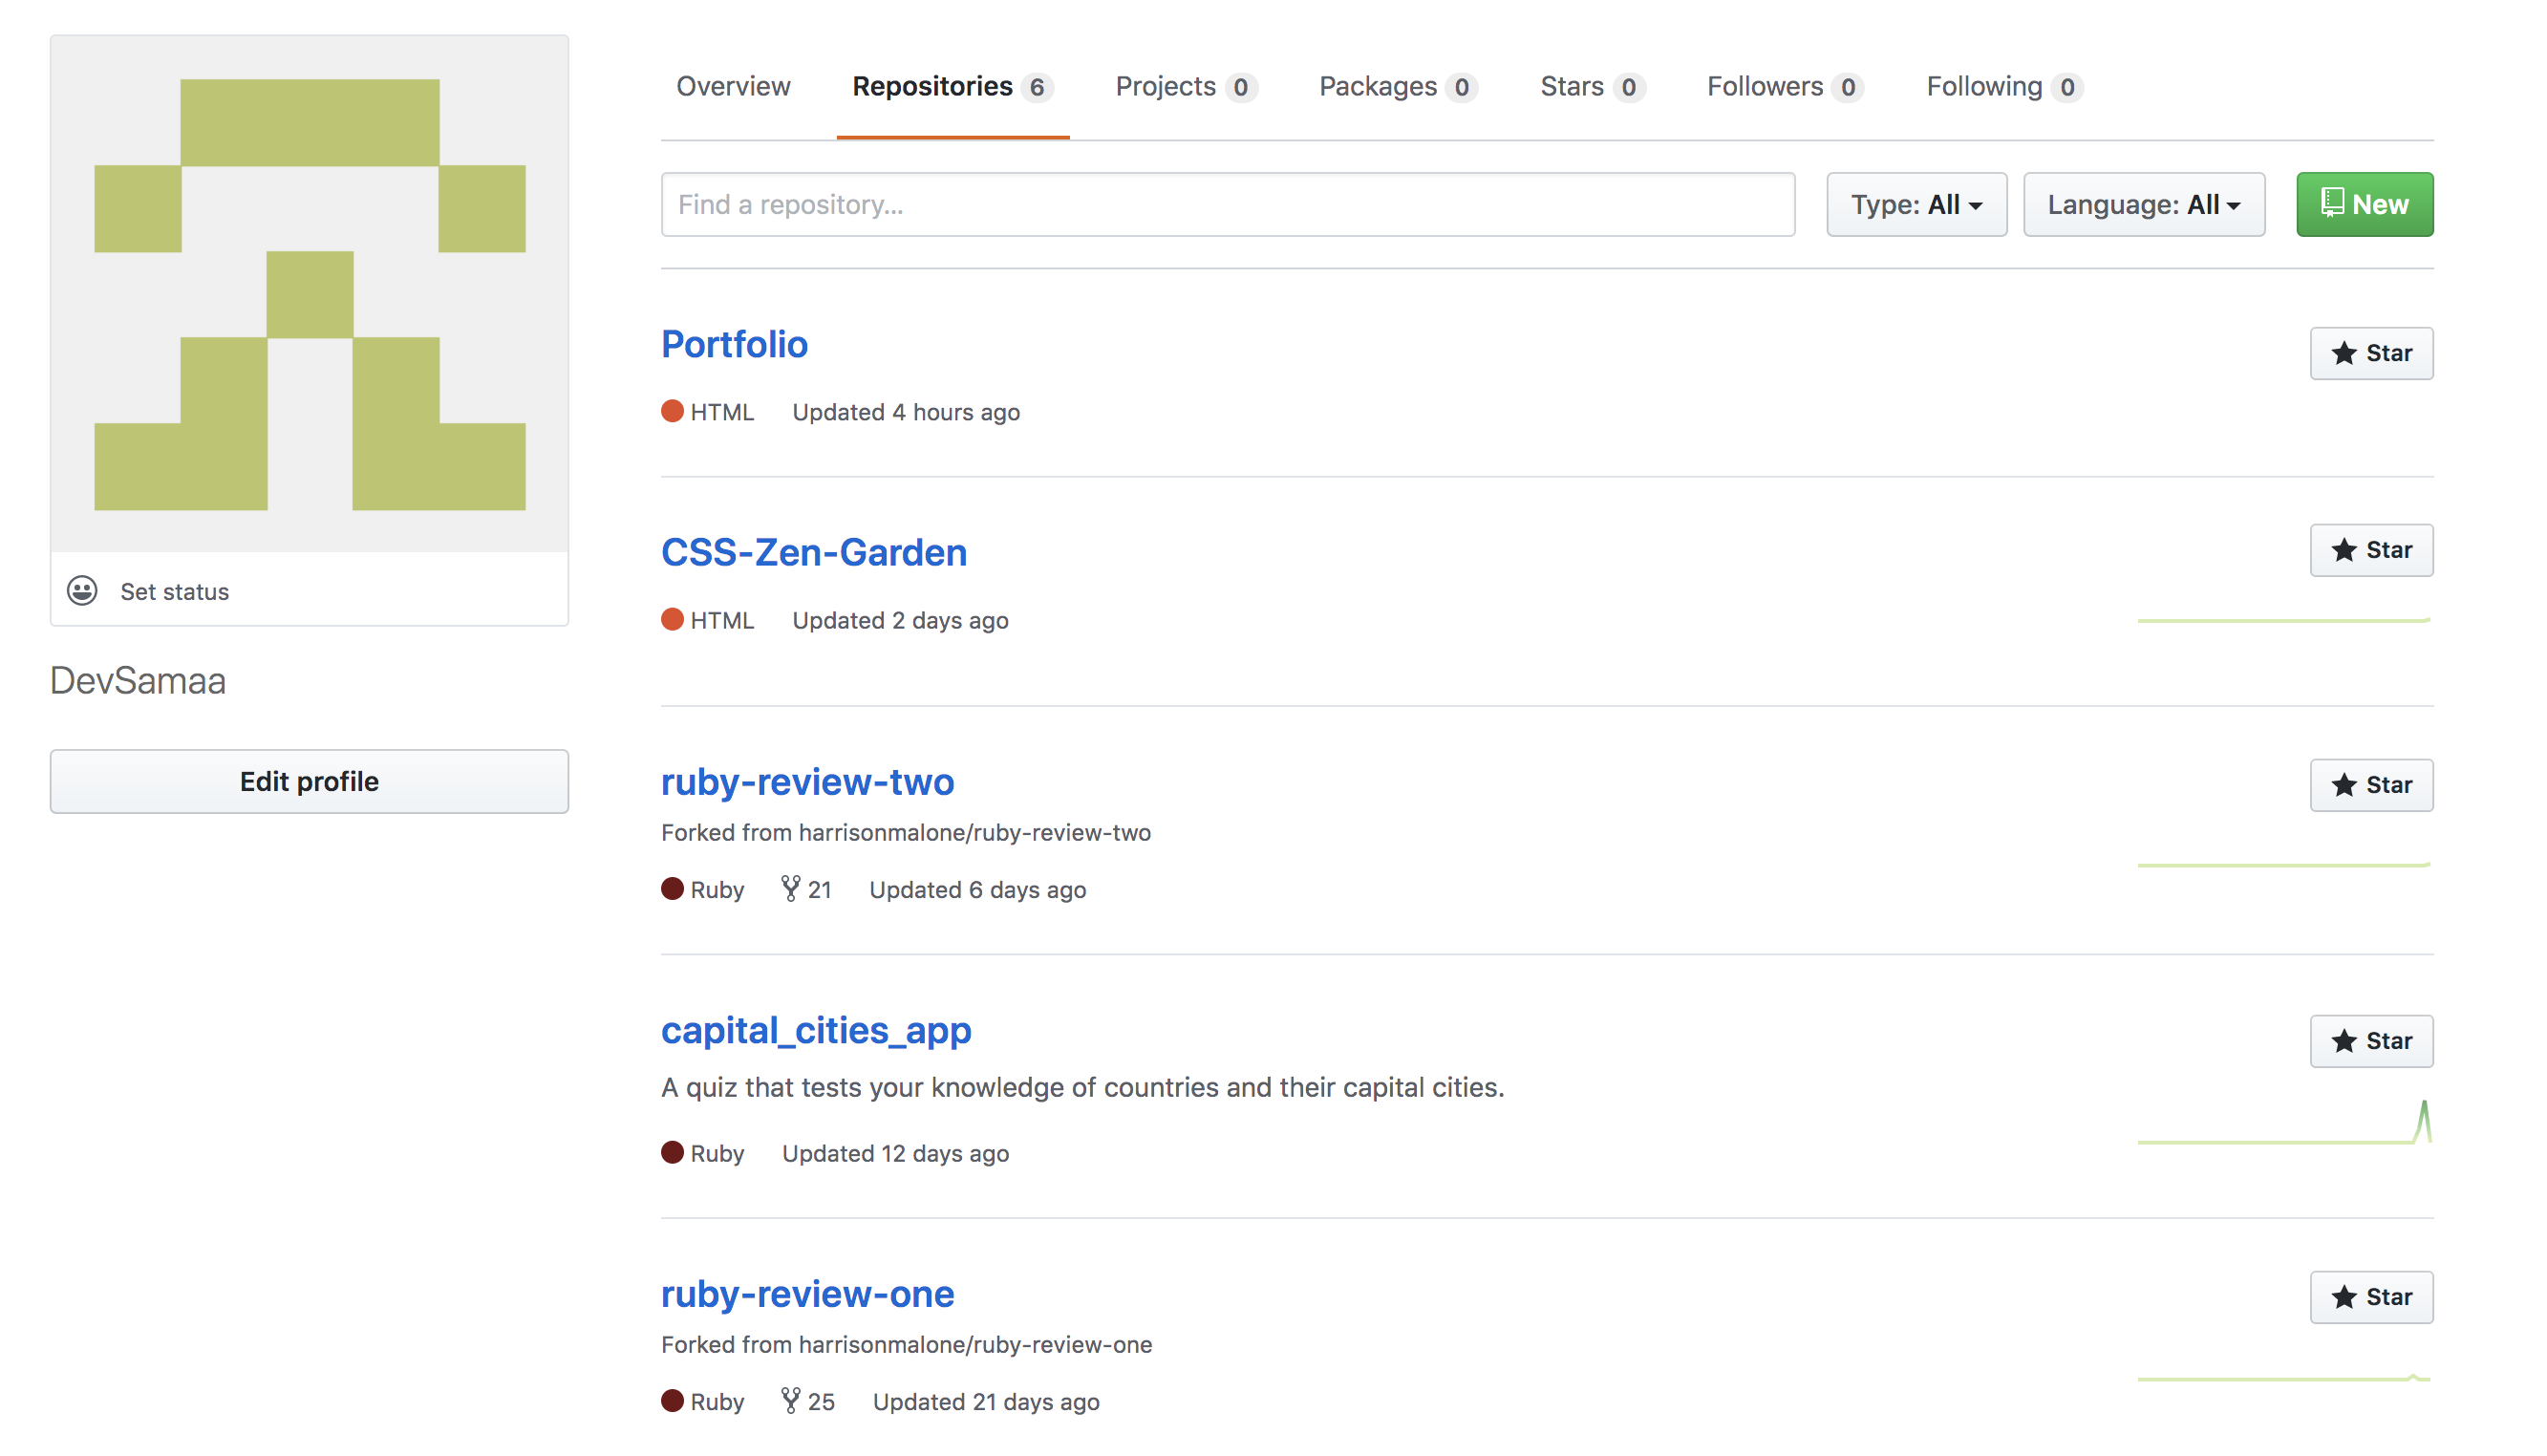 Overview Repositories 6 Projects 0 Packages 0 Stars 0 Followers 0 Following 0
Find a repository... Type: All Language: All New
Portfolio Star
HTML Updated 4 hours ago
CSS-Zen-Garden Star
HTML Updated 2 days ago
Set status
DevSamaa
Edit profile
ruby-review-two Star
Forked from harrisonmalone/ruby-review-two
Ruby 21 Updated 6 days ago
capital_cities_app Star
A quiz that tests your knowledge of countries and their capital cities.
Ruby Updated 12 days ago
ruby-review-one Star
Forked from harrisonmalone/ruby-review-one
Ruby 25 Updated 21 days ago